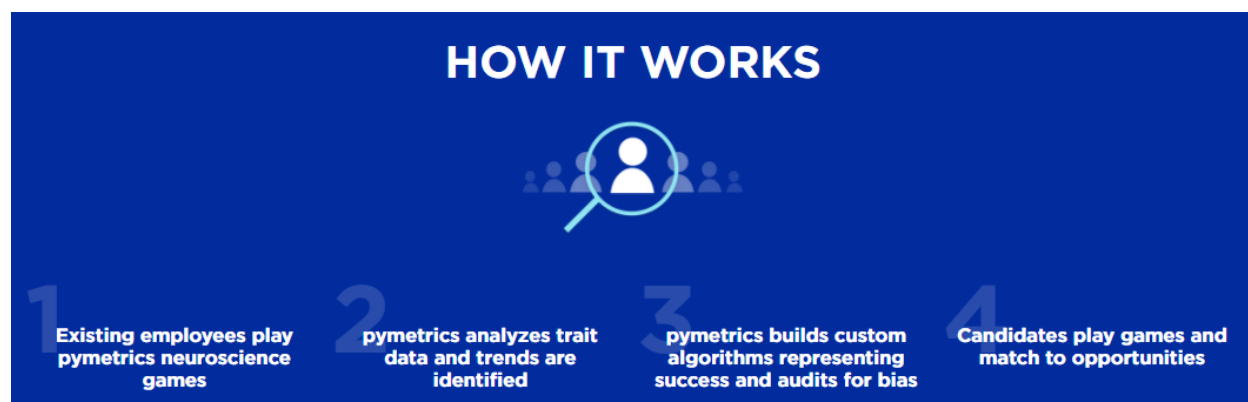 HOW IT WORKS
1
Existing employees play
pymetrics neuroscience
games
2
pymetrics analyzes trait
data and trends are
identified
3
pymetrics builds custom
algorithms representing
success and audits for bias
4
Candidates play games and
match to opportunities